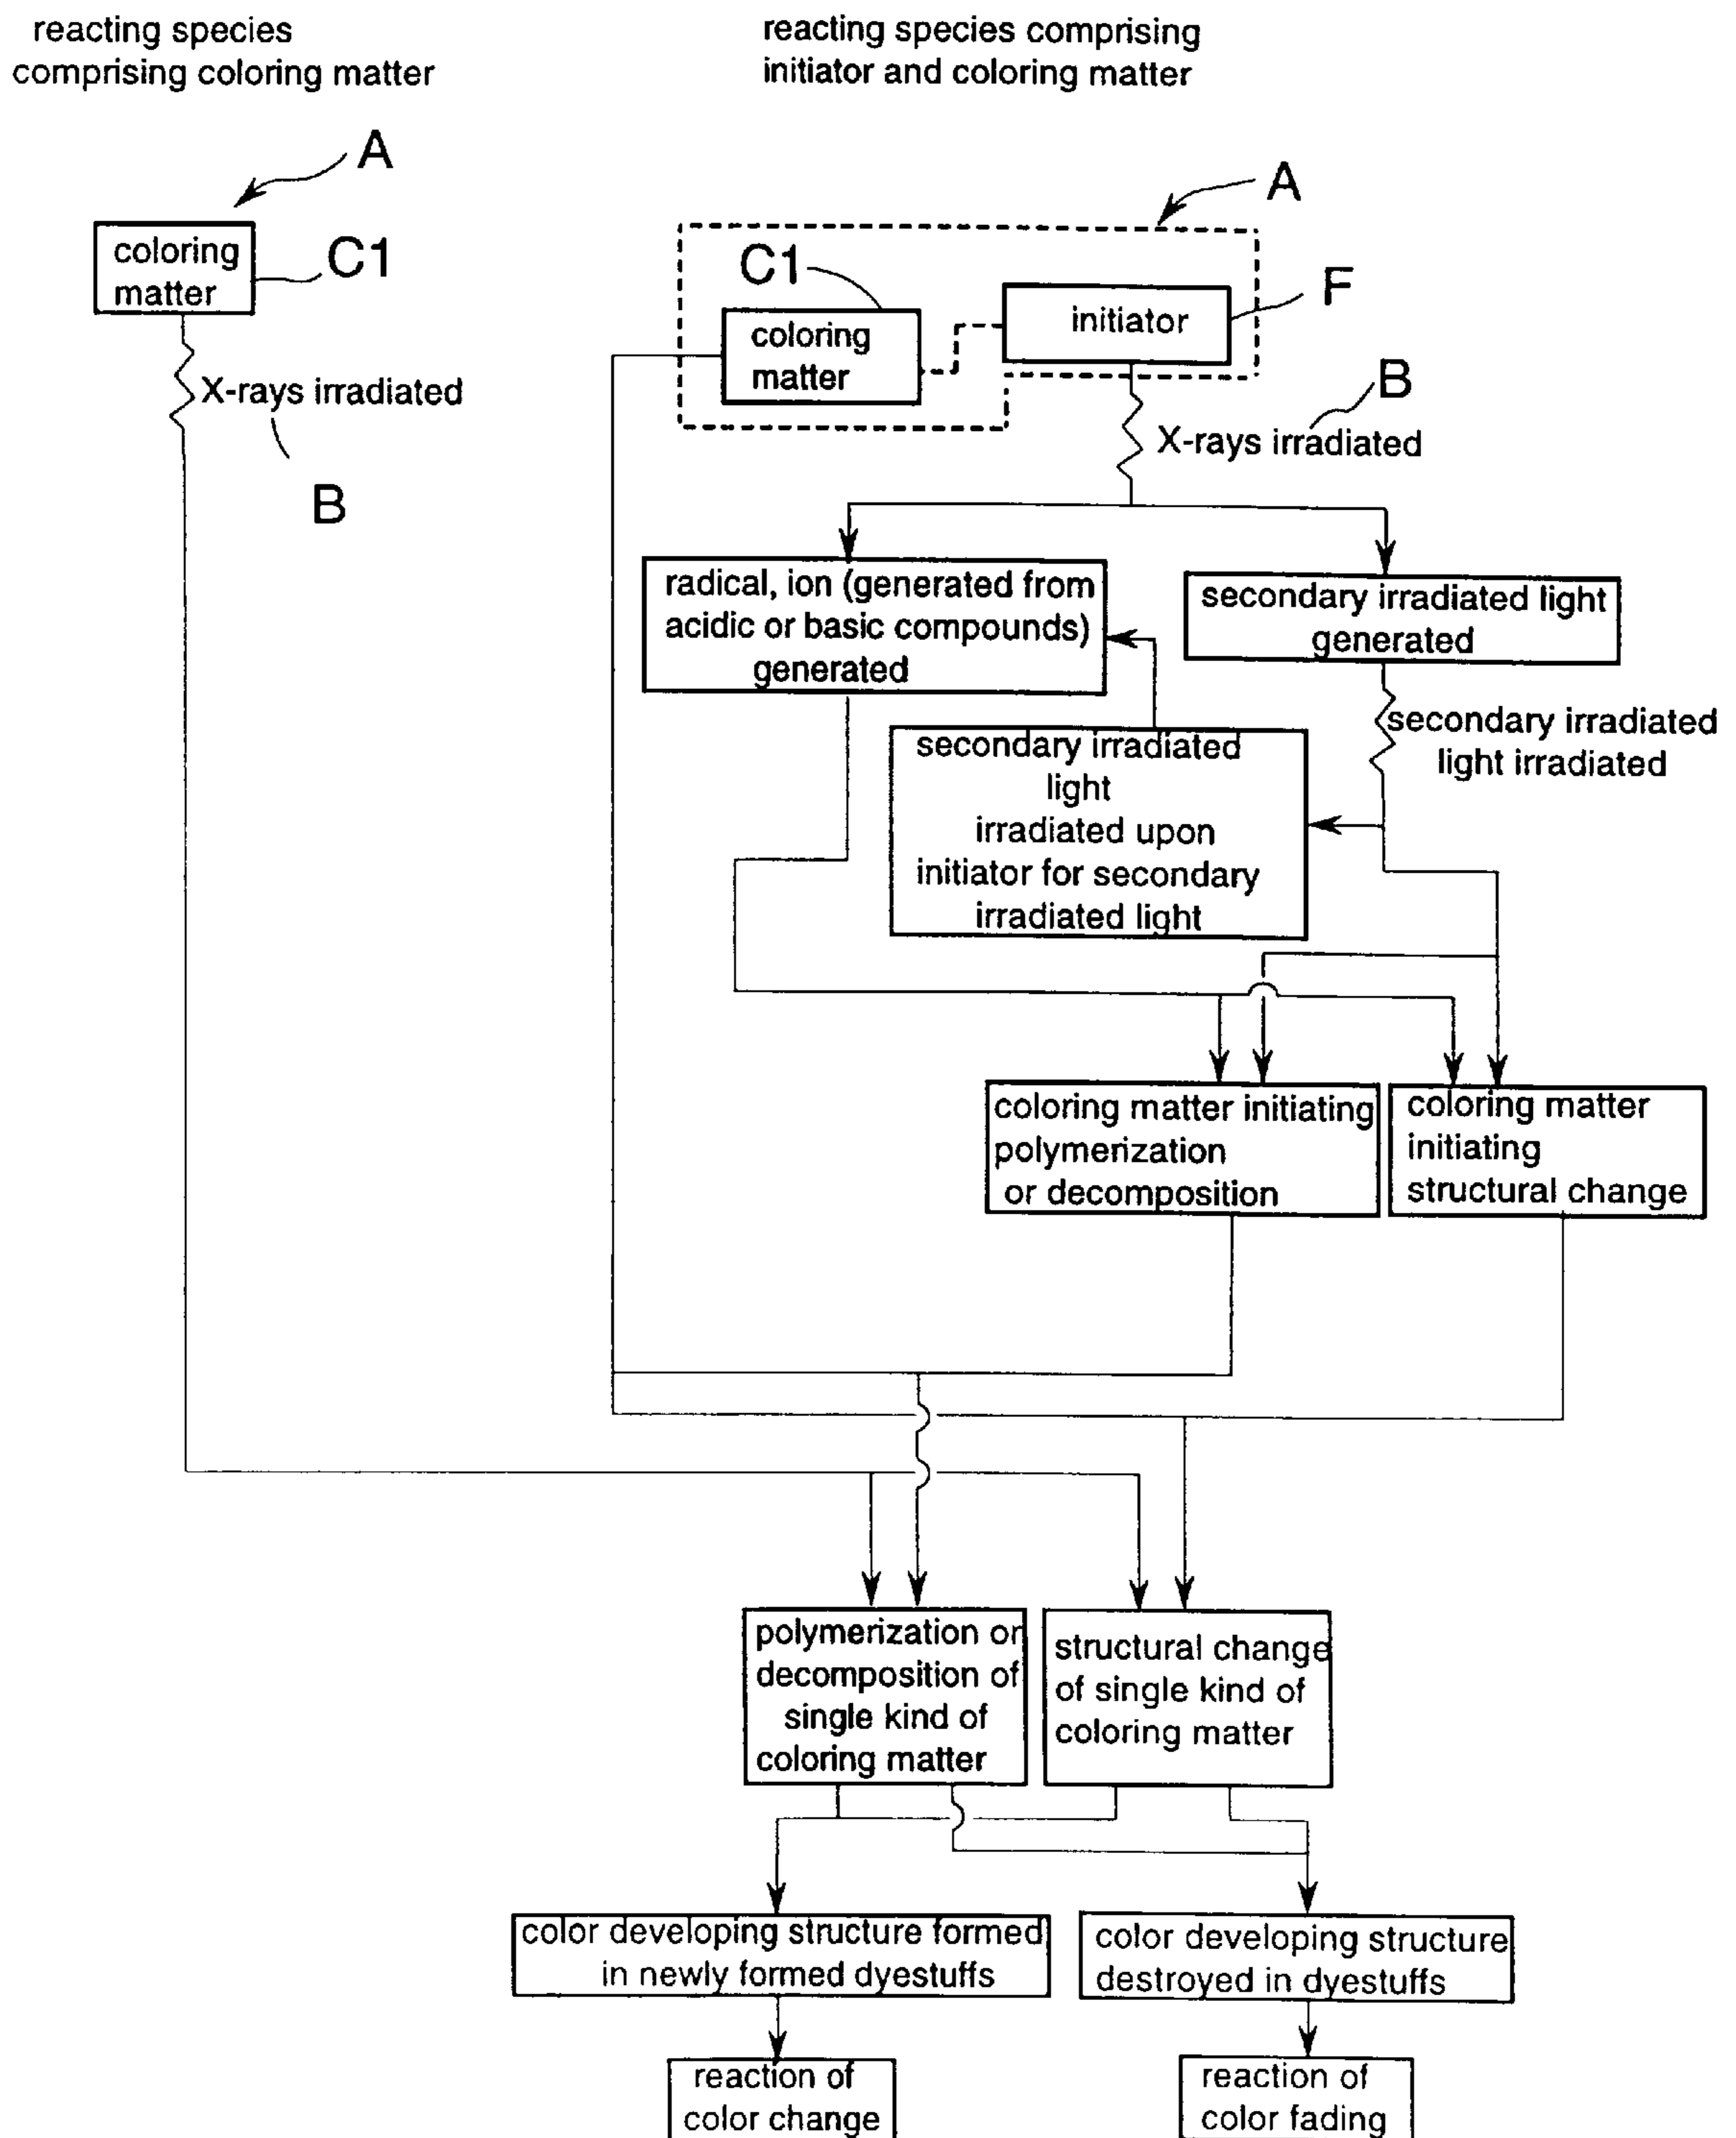 reacting species
comprising coloring matter
reacting species comprising
initiator and coloring matter
A
coloring
matter
C1
X-rays irradiated
B
A
C1
coloring
matter
initiator
F
B
X-rays irradiated
radical, ion (generated from
acidic or basic compounds)
generated
secondary irradiated light
generated
secondary irradiated
light irradiated
secondary irradiated
light
irradiated upon
initiator for secondary
irradiated light
coloring matter initiating
polymerization
or decomposition
coloring matter
initiating
structural change
polymerization or
decomposition of
single kind of
coloring matter
structural change
of single kind of
coloring matter
color developing structure formed
in newly formed dyestuffs
color developing structure
destroyed in dyestuffs
reaction of
color change
reaction of
color fading